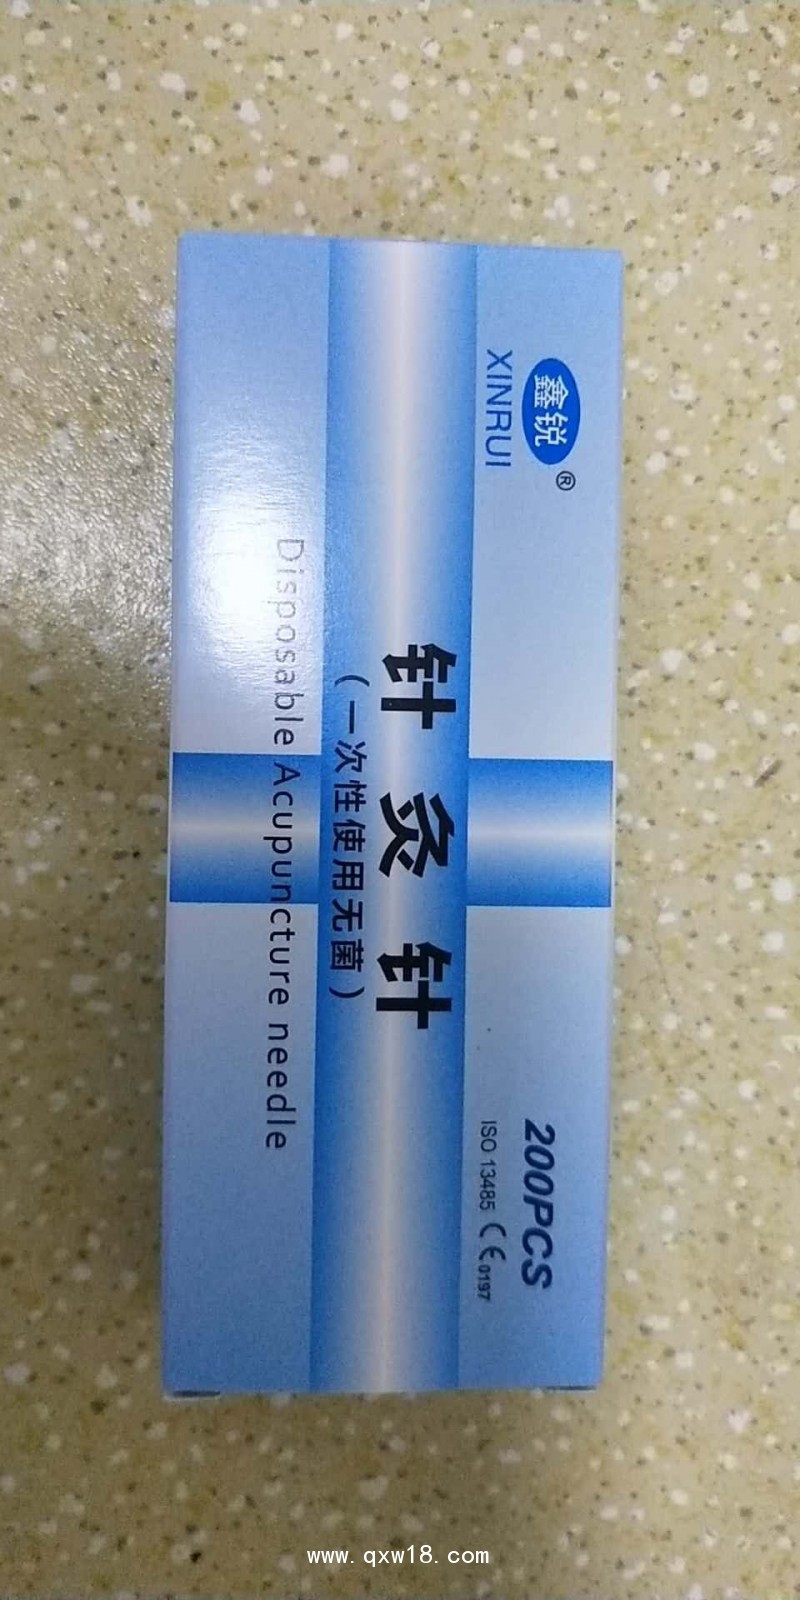 鑫锐®
XINRUI
200PCS
ISO 13485 CE 0197
针灸针
（一次性使用无菌）
Disposable Acupuncture needle
www.qxw18.com